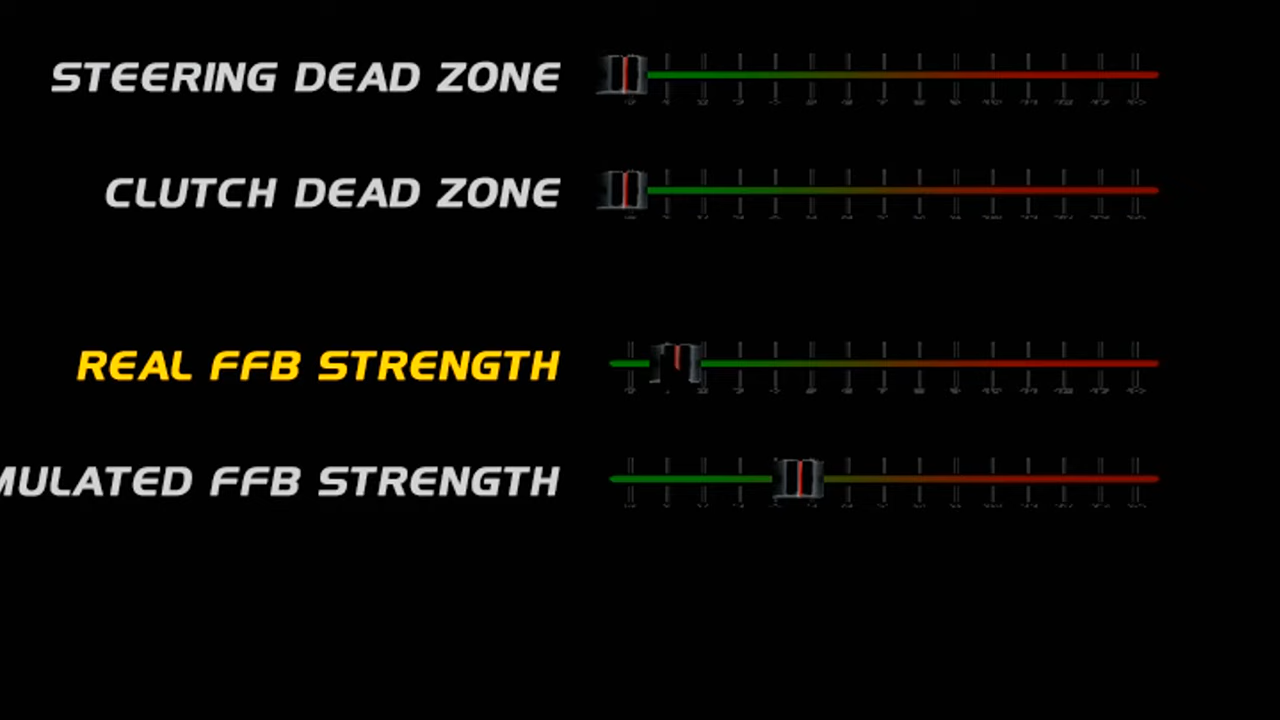 STEERING DEAD ZONE
CLUTCH DEAD ZONE
REAL FFB STRENGTH
MULATED FFB STRENGTH